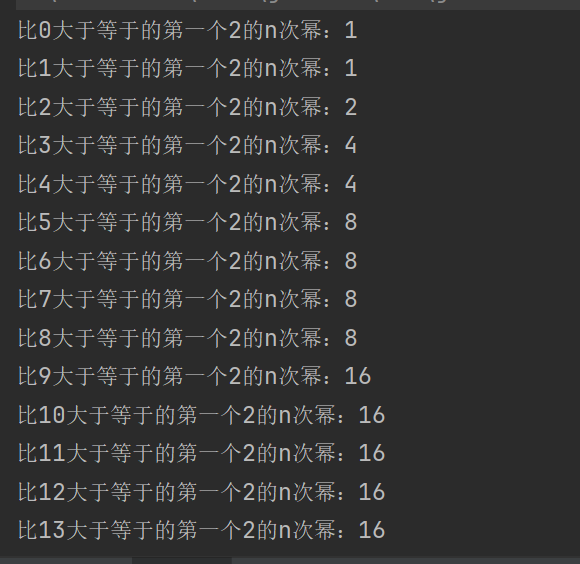 比0大于等于的第一个2的n次幂：1
比1大于等于的第一个2的n次幂：1
比2大于等于的第一个2的n次幂：2
比3大于等于的第一个2的n次幂：4
比4大于等于的第一个2的n次幂：4
比5大于等于的第一个2的n次幂：8
比6大于等于的第一个2的n次幂：8
比7大于等于的第一个2的n次幂：8
比8大于等于的第一个2的n次幂：8
比9大于等于的第一个2的n次幂：16
比10大于等于的第一个2的n次幂：16
比11大于等于的第一个2的n次幂：16
比12大于等于的第一个2的n次幂：16
比13大于等于的第一个2的n次幂：16